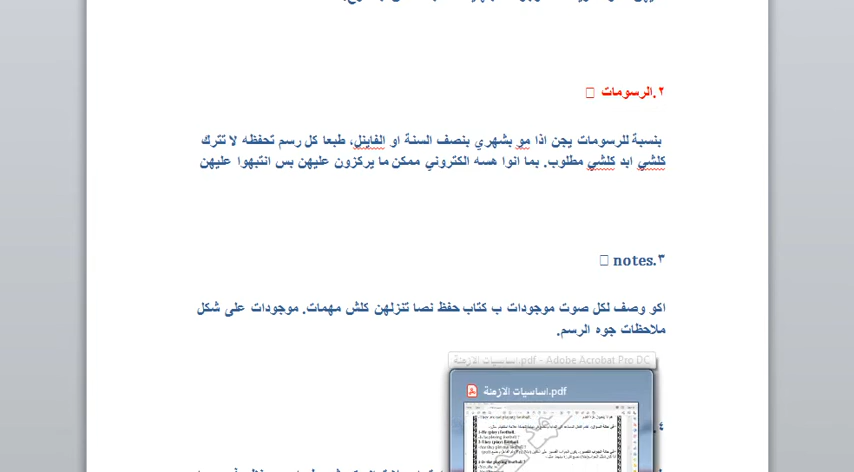 ٢.الرسومات
بنسبة للرسومات يجن اذا مو بشهري بنصف السنة او الفاينل، طبعا كل رسم تحفظه لا تترك
كلشي ابد كلشي مطلوب. بما انوا هسه الكتروني ممكن ما يركزون عليهن بس انتبهوا عليهن
٣.notes
اكو وصف لكل صوت موجودات ب كتاب حفظ نصا تنزلهن كلش مهمات. موجودات على شكل
ملاحظات جوه الرسم.
اساسيات الازمنة.pdf - Adobe Acrobat Pro DC
اساسيات الازمنة.pdf
٤.